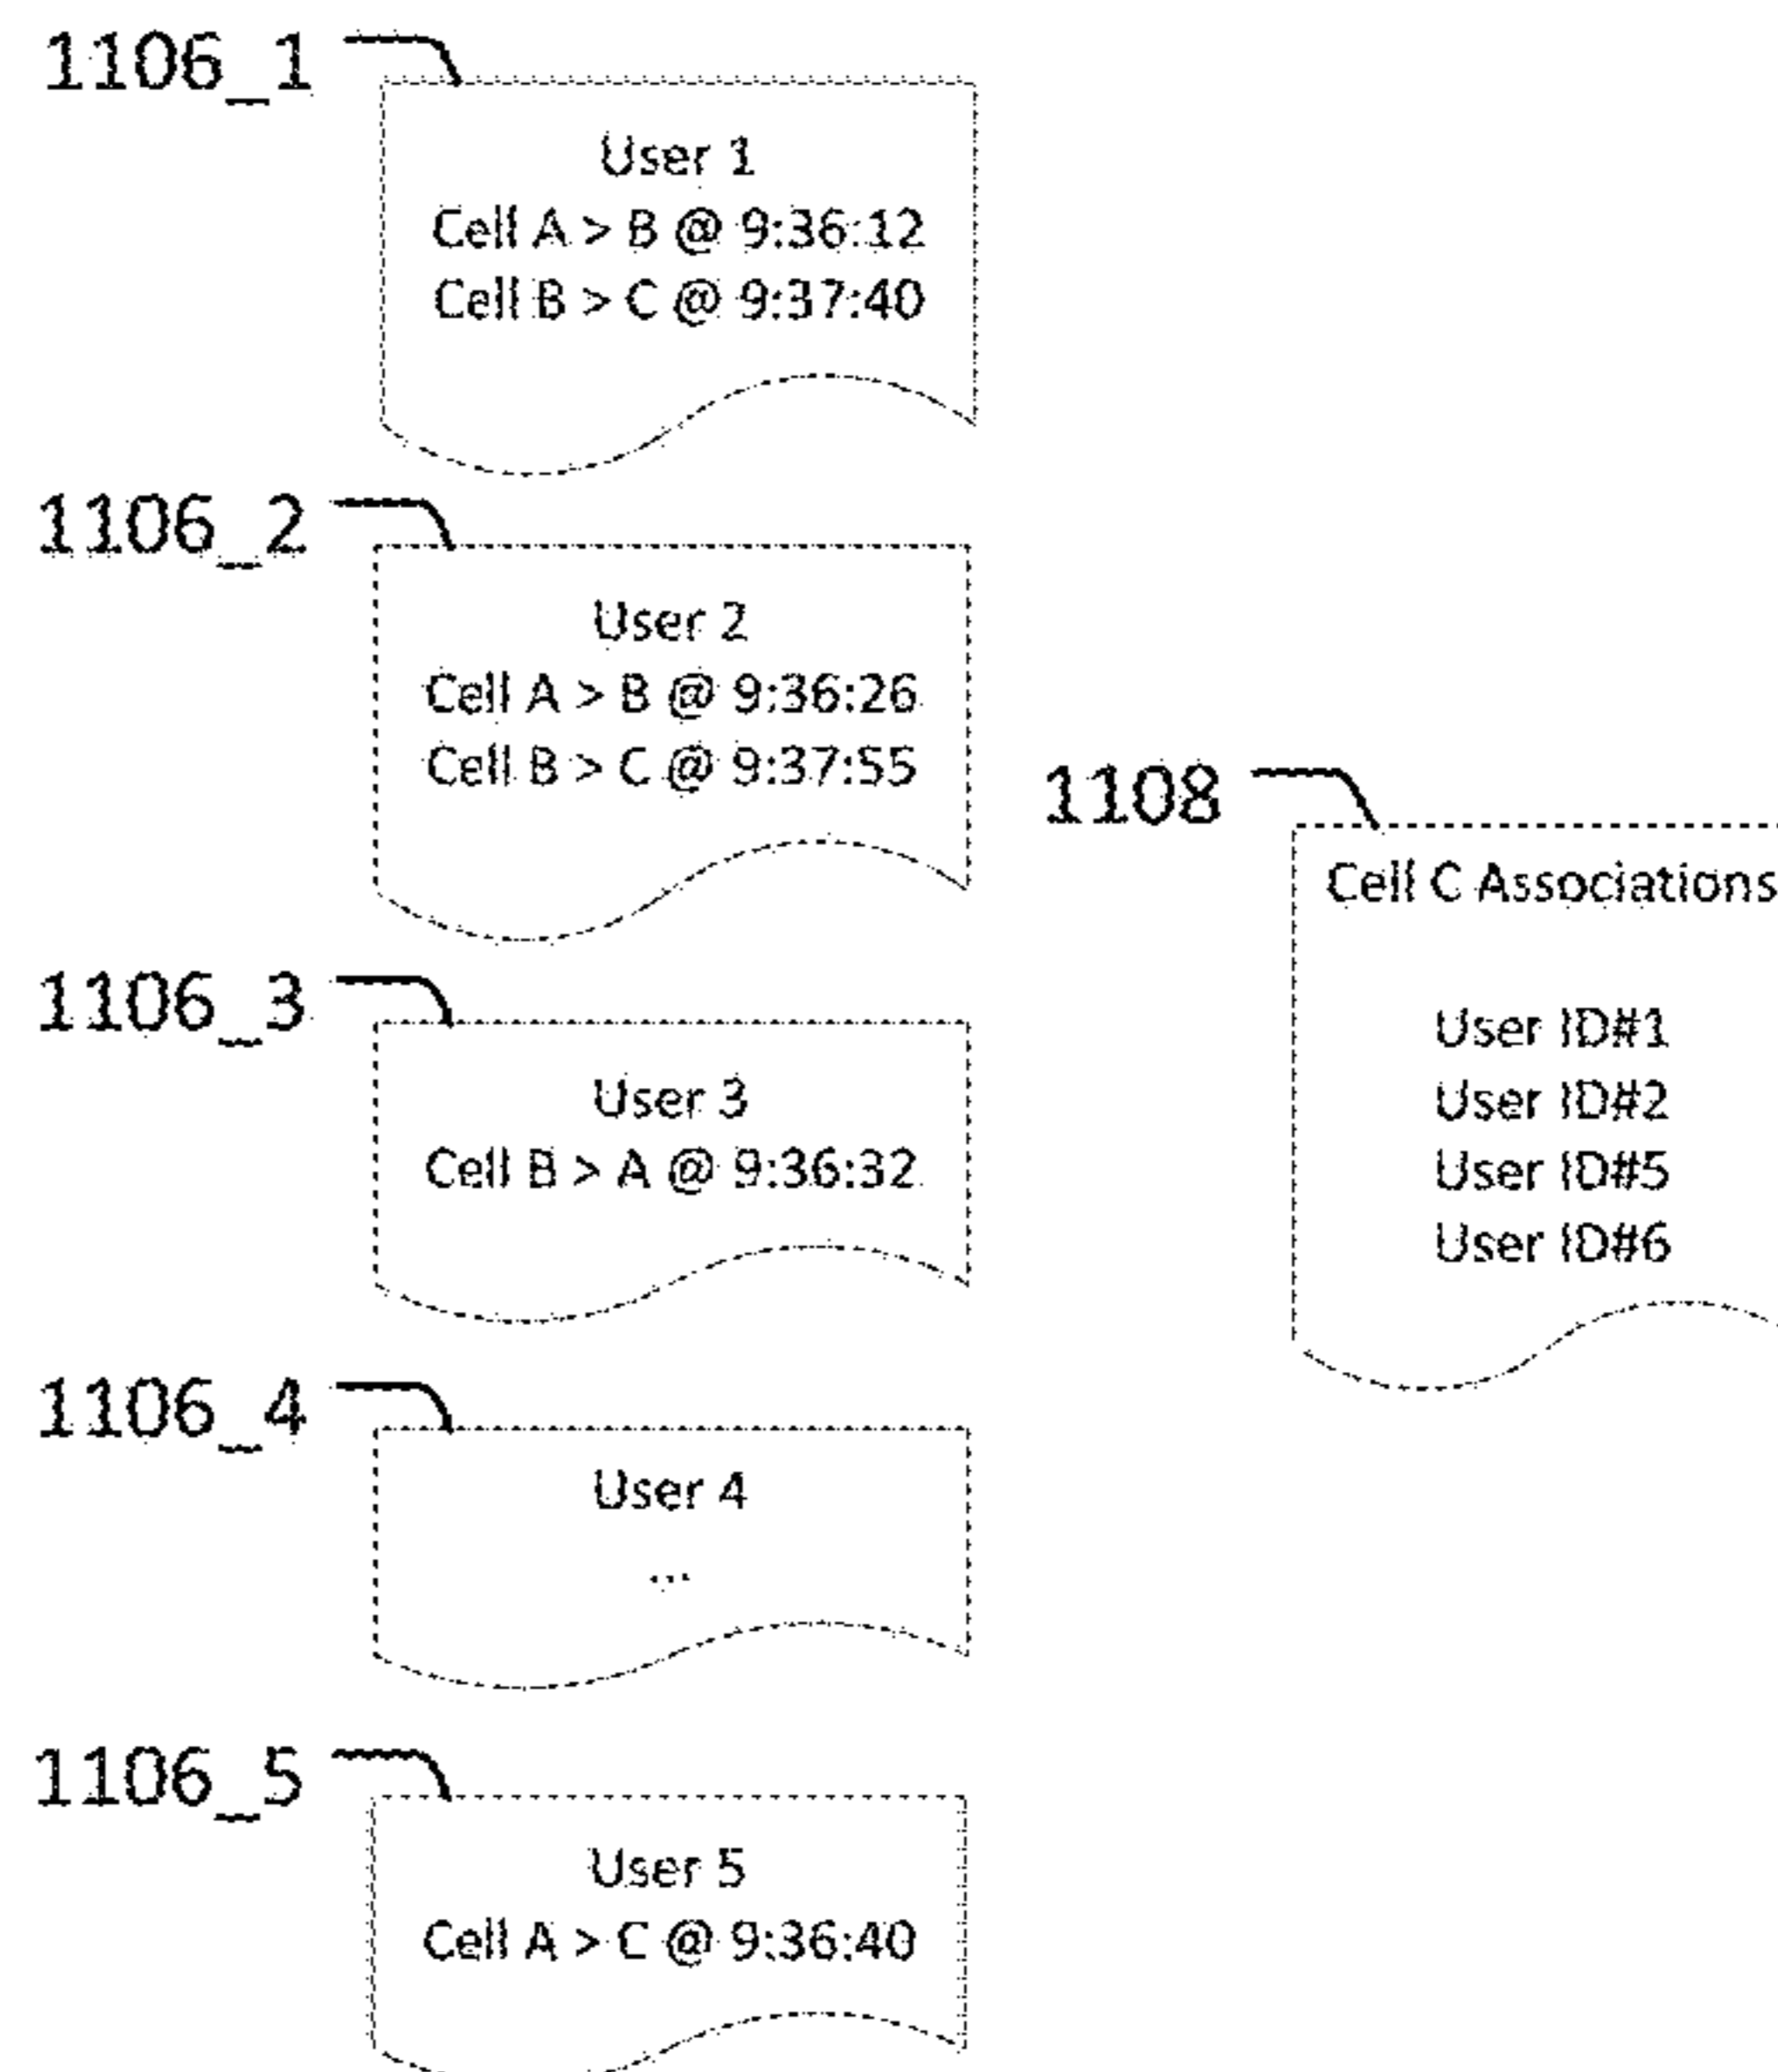 1106_1
User 1
Cell A > B @ 9:36:12
Cell B > C @ 9:37:40
1106_2
User 2
Cell A > B @ 9:36:26
Cell B > C @ 9:37:55
1106_3
User 3
Cell B > A @ 9:36:32
1106_4
User 4
...
1106_5
User 5
Cell A > C @ 9:36:40
1108
Cell C Associations
User ID#1
User ID#2
User ID#5
User ID#6